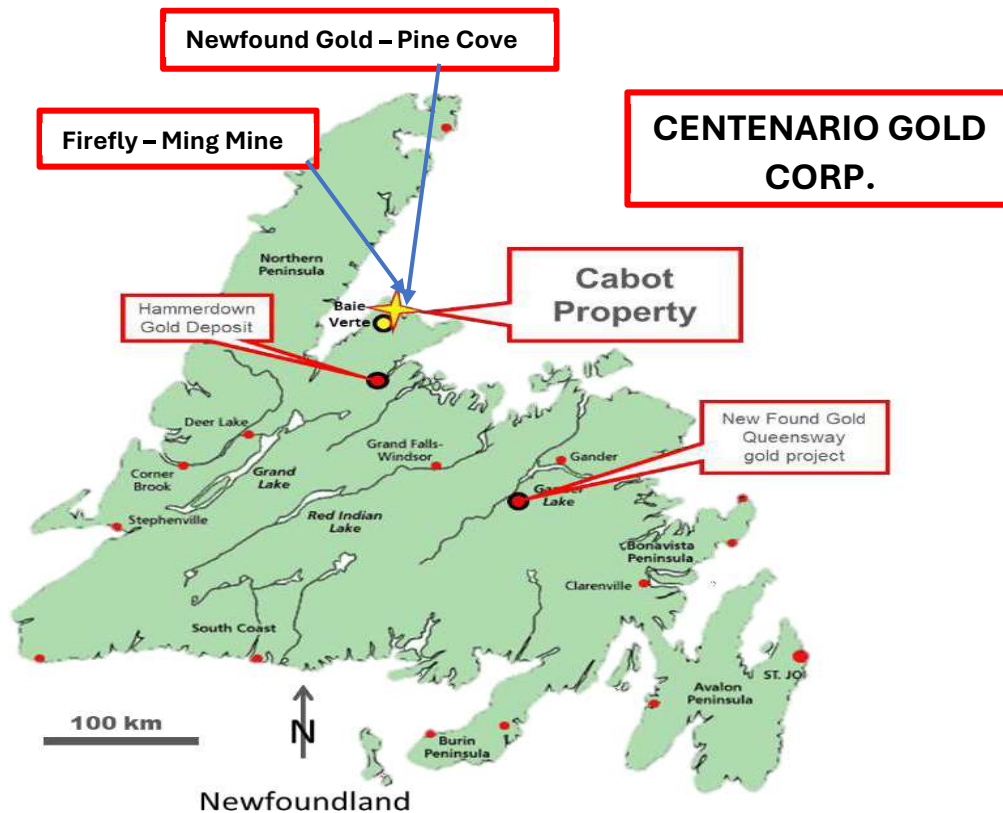 Newfound Gold – Pine Cove
Firefly – Ming Mine
CENTENARIO GOLD
CORP.
Northern
Peninsula
Cabot
Property
Baie
Verte
Hammerdown
Gold Deposit
New Found Gold
Queensway
gold project
Deer Lake
Grand Falls-
Windsor
Gander
Corner
Brook
Grand
Lake
Gander
Lake
Stephenville
Red Indian
Lake
Bonavista
Peninsula
Clarenville
South Coast
ST. JO
Avalon
Peninsula
100 km
N
Burin
Peninsula
Newfoundland